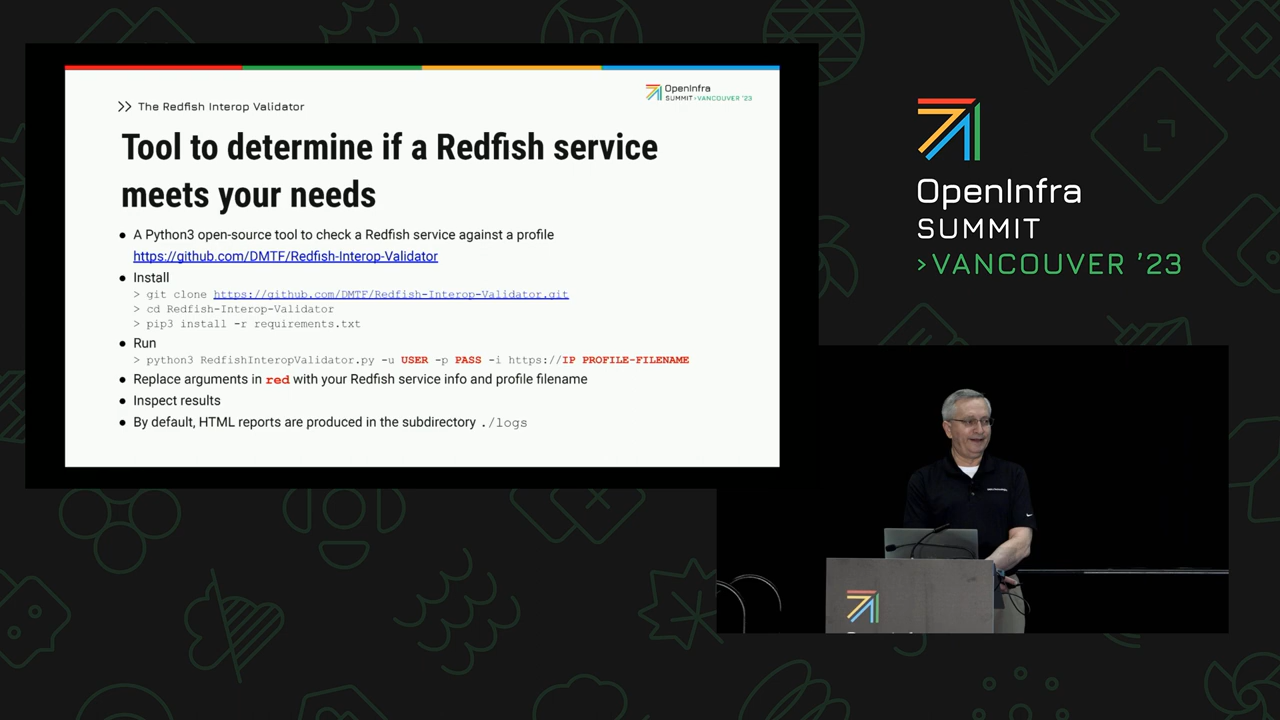 >> The Redfish Interop Validator
OpenInfra
SUMMIT > VANCOUVER '23
Tool to determine if a Redfish service
meets your needs
● A Python3 open-source tool to check a Redfish service against a profile
https://github.com/DMTF/Redfish-Interop-Validator
● Install
> git clone https://github.com/DMTF/Redfish-Interop-Validator.git
> cd Redfish-Interop-Validator
> pip3 install -r requirements.txt
● Run
> python3 RedfishInteropValidator.py -u USER -p PASS -i https://IP PROFILE-FILENAME
● Replace arguments in red with your Redfish service info and profile filename
● Inspect results
● By default, HTML reports are produced in the subdirectory ./logs
OpenInfra
SUMMIT
>VANCOUVER '23